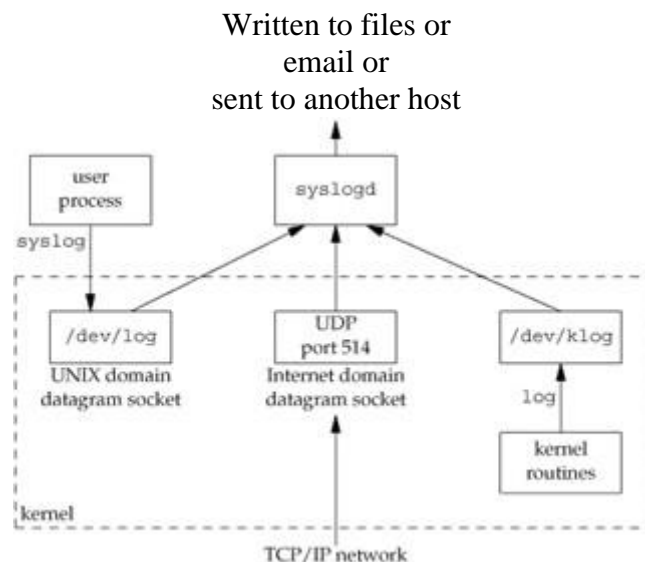 Written to files or
email or
sent to another host
user
process
syslogd
syslog
/dev/log
UDP
port 514
/dev/klog
UNIX domain
datagram socket
Internet domain
datagram socket
log
kernel
routines
kernel
TCP/IP network